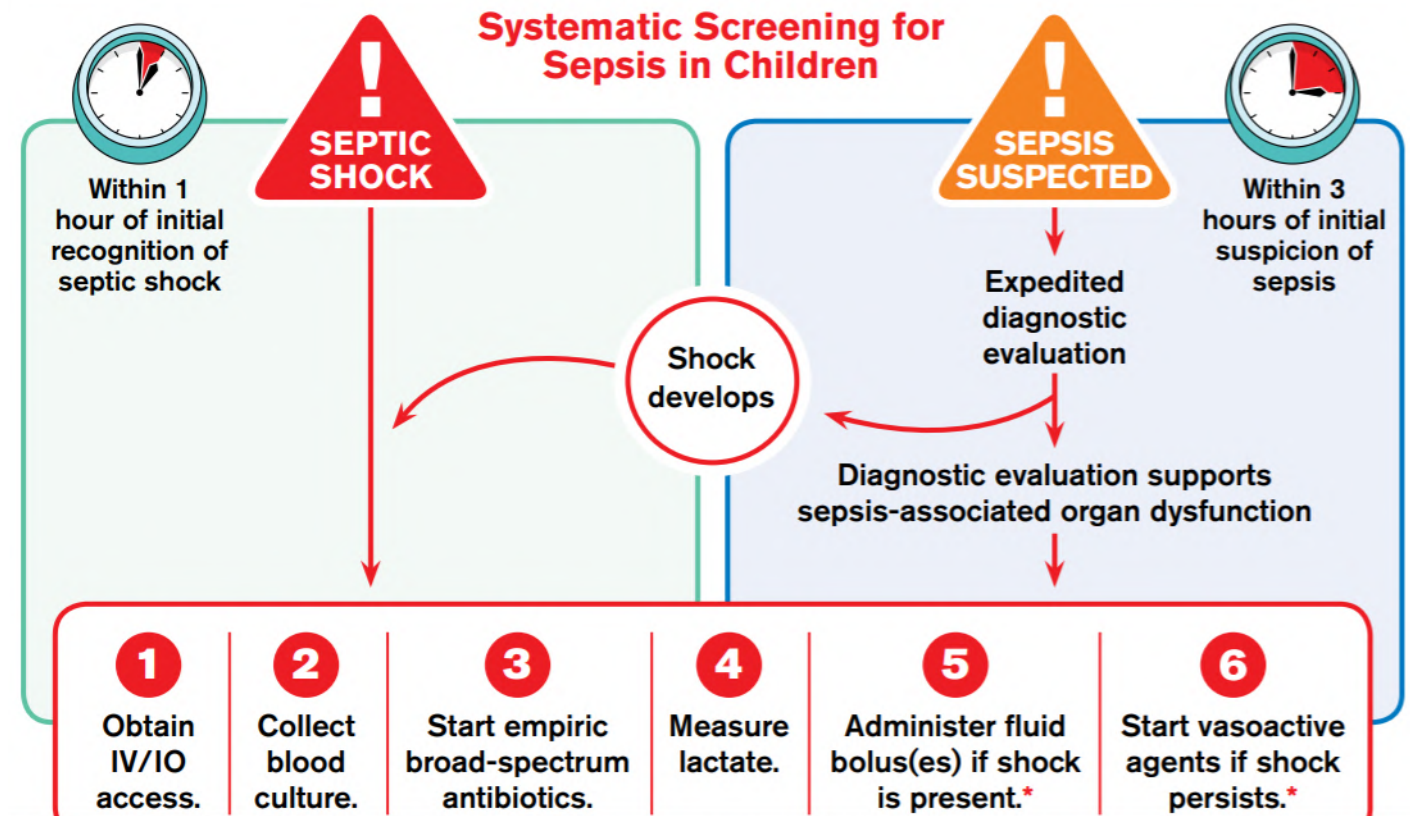 Systematic Screening for
Sepsis in Children
!
SEPTIC
SHOCK
Within 1
hour of initial
recognition of
septic shock
!
SEPSIS
SUSPECTED
Within 3
hours of initial
suspicion of
sepsis
Expedited
diagnostic
evaluation
Shock
develops
Diagnostic evaluation supports
sepsis-associated organ dysfunction
1
Obtain
IV/IO
access.
2
Collect
blood
culture.
3
Start empiric
broad-spectrum
antibiotics.
4
Measure
lactate.
5
Administer fluid
bolus(es) if shock
is present.*
6
Start vasoactive
agents if shock
persists.*